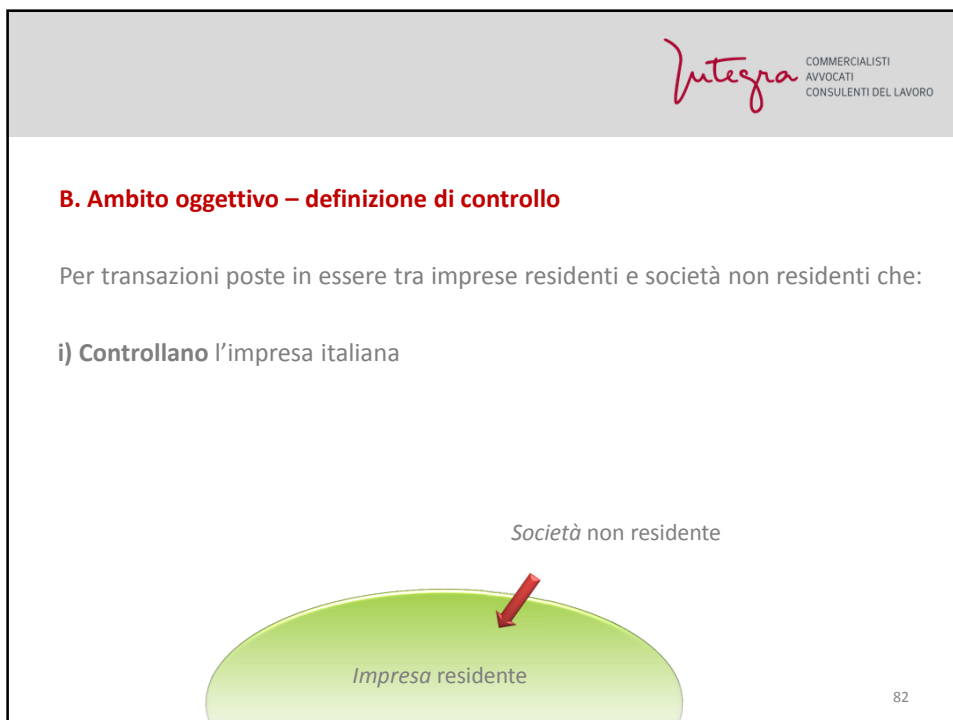 Integra
COMMERCIALISTI
AVVOCATI
CONSULENTI DEL LAVORO
B. Ambito oggettivo – definizione di controllo
Per transazioni poste in essere tra imprese residenti e società non residenti che:
i) Controllano l’impresa italiana
Società non residente
Impresa residente
82